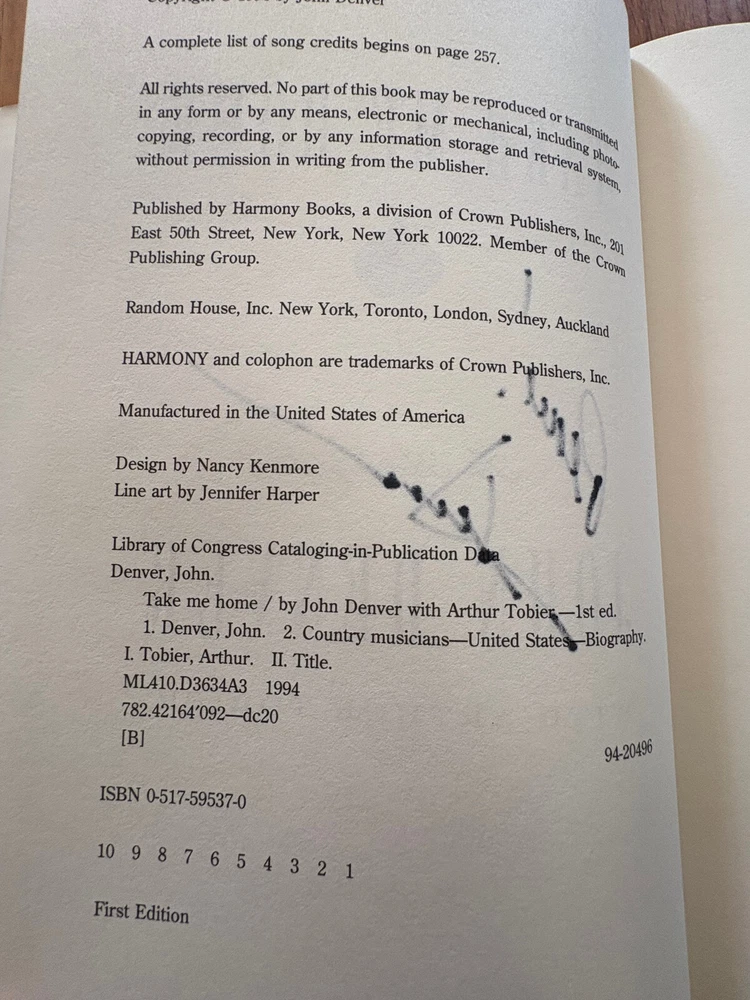 A complete list of song credits begins on page 257.
All rights reserved. No part of this book may be reproduced or transmitted
in any form or by any means, electronic or mechanical, including photo-
copying, recording, or by any information storage and retrieval system,
without permission in writing from the publisher.
Published by Harmony Books, a division of Crown Publishers, Inc., 201
East 50th Street, New York, New York 10022. Member of the Crown
Publishing Group.
Random House, Inc. New York, Toronto, London, Sydney, Auckland
HARMONY and colophon are trademarks of Crown Publishers, Inc.
Manufactured in the United States of America
Design by Nancy Kenmore
Line art by Jennifer Harper
Library of Congress Cataloging-in-Publication Data
Denver, John.
Take me home / by John Denver with Arthur Tobier.—1st ed.
1. Denver, John. 2. Country musicians—United States—Biography.
I. Tobier, Arthur. II. Title.
ML410.D3634A3 1994
782.42164′092—dc20
[B]
94-20496
ISBN 0-517-59537-0
10 9 8 7 6 5 4 3 2 1
First Edition